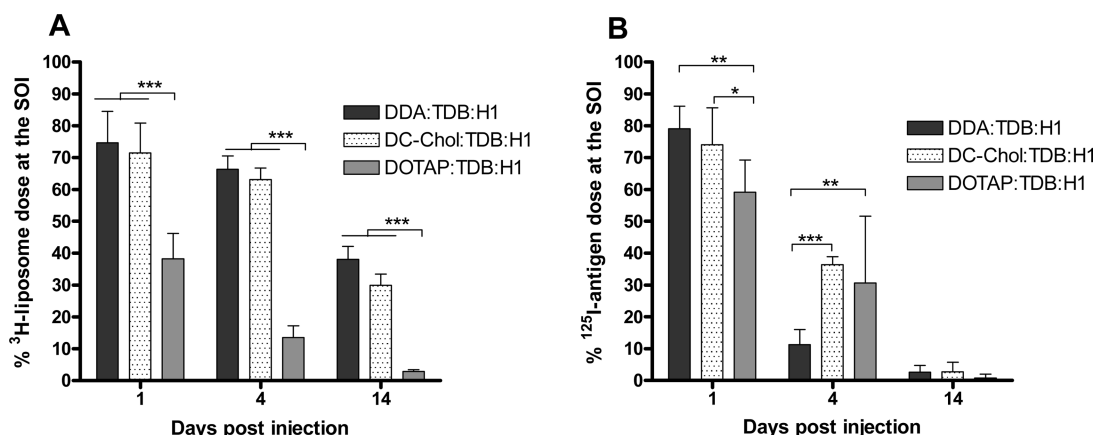 A
% ³H-liposome dose at the SOI
100
90
80
70
60
50
40
30
20
10
0
***
***
***
DDA:TDB:H1
DC-Chol:TDB:H1
DOTAP:TDB:H1
1
4
14
Days post injection
B
% ¹²⁵I-antigen dose at the SOI
100
90
80
70
60
50
40
30
20
10
0
**
*
**
***
DDA:TDB:H1
DC-Chol:TDB:H1
DOTAP:TDB:H1
1
4
14
Days post injection